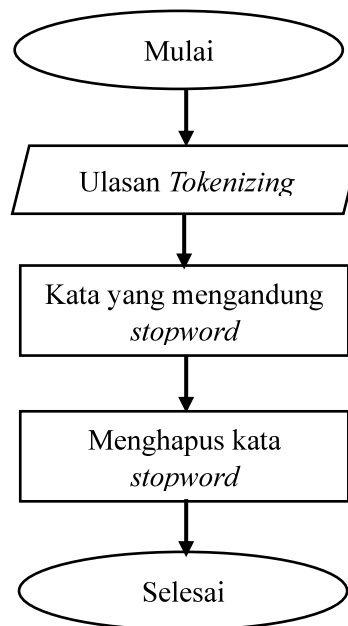 Mulai
Ulasan Tokenizing
Kata yang mengandung
stopword
Menghapus kata
stopword
Selesai